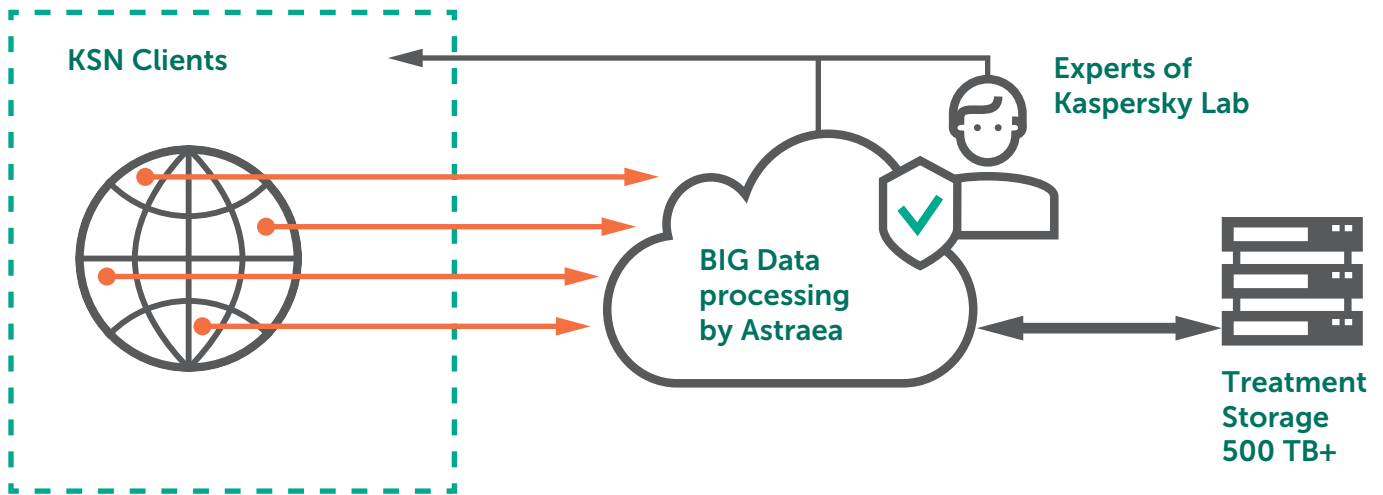 KSN Clients
Experts of
Kaspersky Lab
BIG Data
processing
by Astraea
Treatment
Storage
500 TB+